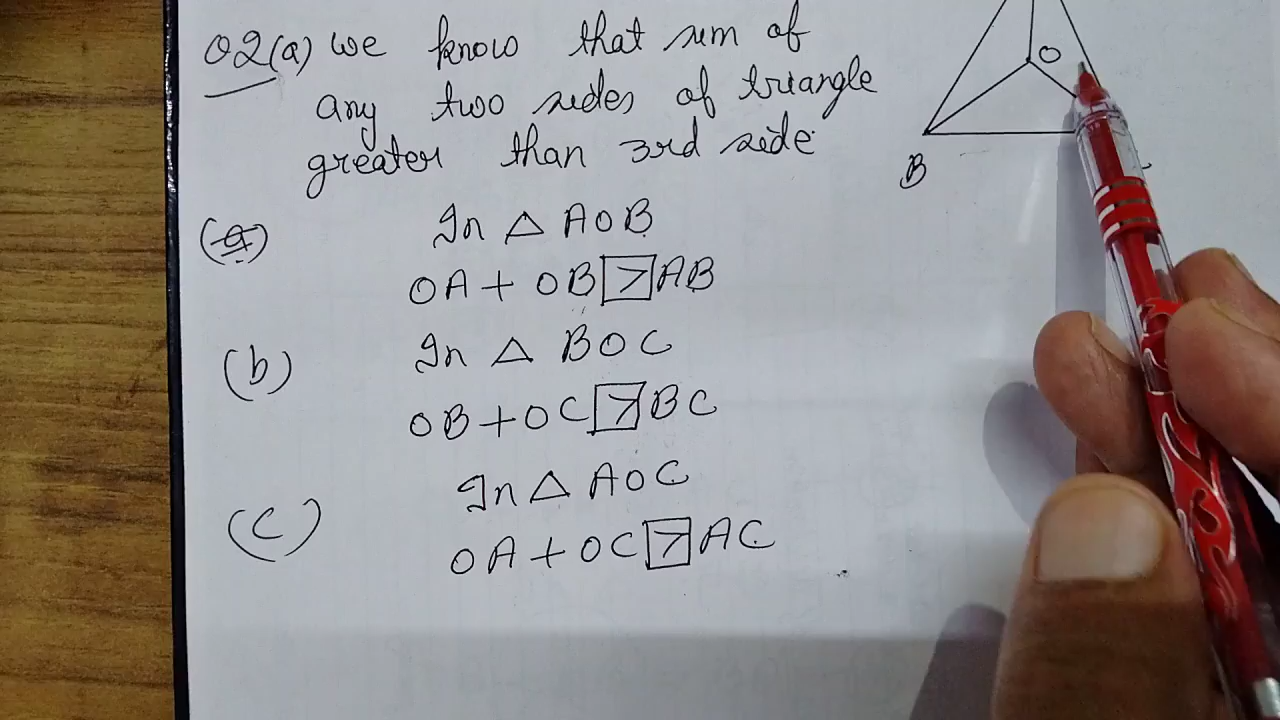 Q2(a) we know that sum of
any two sides of triangle
greater than 3rd side
O
B
(a) In △ AOB
OA + OB > AB
(b) In △ BOC
OB + OC > BC
(c) In △ AOC
OA + OC > AC